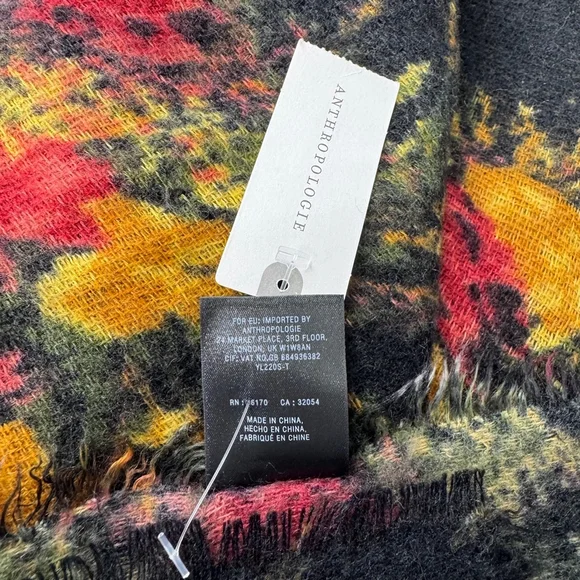 ANTHROPOLOGIE
FOR EU: IMPORTED BY
ANTHROPOLOGIE
24 MARKET PLACE, 3RD FLOOR,
LONDON, UK W1W8AN
CIF: VAT NO.GB 684936382
YL220S-T
RN: CA: 32054
MADE IN CHINA,
HECHO EN CHINA,
FABRIQUÉ EN CHINE